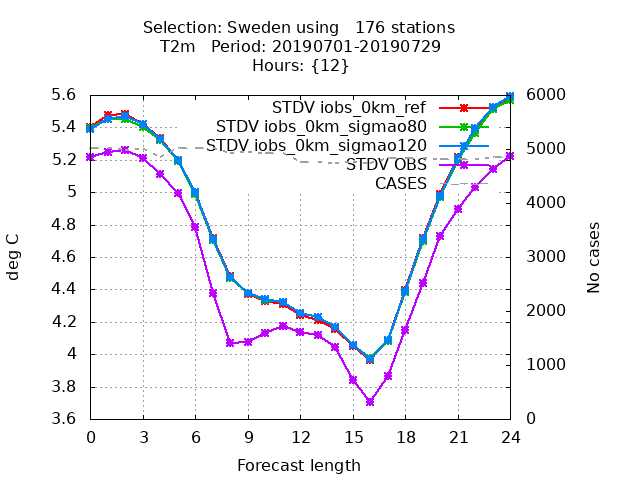 Selection: Sweden using   176 stations
T2m   Period: 20190701-20190729
Hours: {12}
STDV iobs_0km_ref
STDV iobs_0km_sigmao80
STDV iobs_0km_sigmao120
STDV OBS
CASES
deg C
5.6
5.4
5.2
5
4.8
4.6
4.4
4.2
4
3.8
3.6
6000
5000
4000
3000
2000
1000
0
No cases
0 3 6 9 12 15 18 21 24
Forecast length